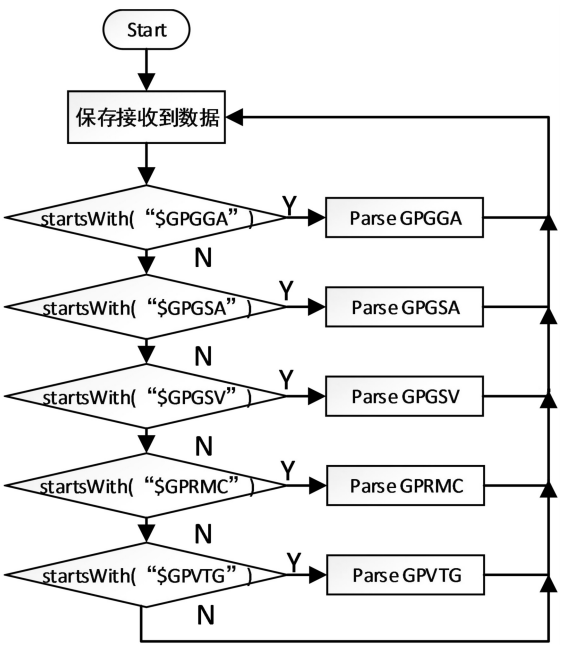 Start
保存接收到数据
startsWith(“$GPGGA”)
Y
Parse GPGGA
N
startsWith(“$GPGSA”)
Y
Parse GPGSA
N
startsWith(“$GPGSV”)
Y
Parse GPGSV
N
startsWith(“$GPRMC”)
Y
Parse GPRMC
N
startsWith(“$GPVTG”)
Y
Parse GPVTG
N